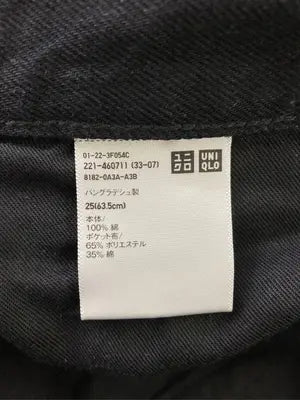 01-22-3F054C
221-460711 (33-07)
8182-0A3A-A3B
ユニ
クロ
UNI
QLO
バングラデシュ製
25(63.5cm)
本体/
100% 綿
ポケット布/
65% ポリエステル
35% 綿